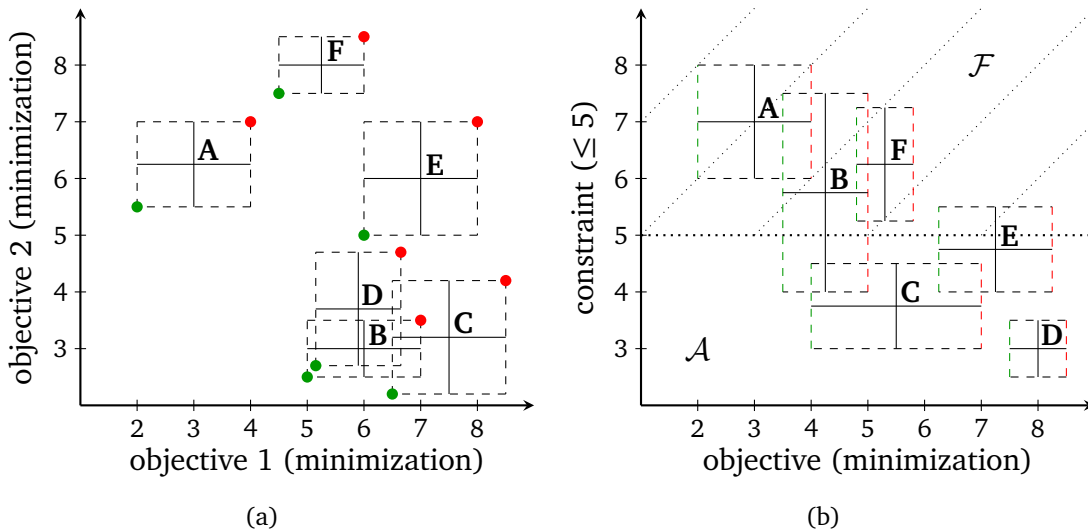 objective 2 (minimization)
8
7
6
5
4
3
F
A
E
D
B
C
2 3 4 5 6 7 8
objective 1 (minimization)
(a)
constraint (≤ 5)
8
7
6
5
4
3
ℱ
A
F
B
E
C
𝒜
D
2 3 4 5 6 7 8
objective (minimization)
(b)